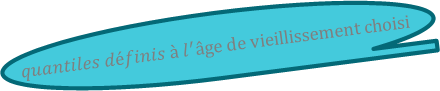 quantiles définis à l'âge de vieillissement choisi